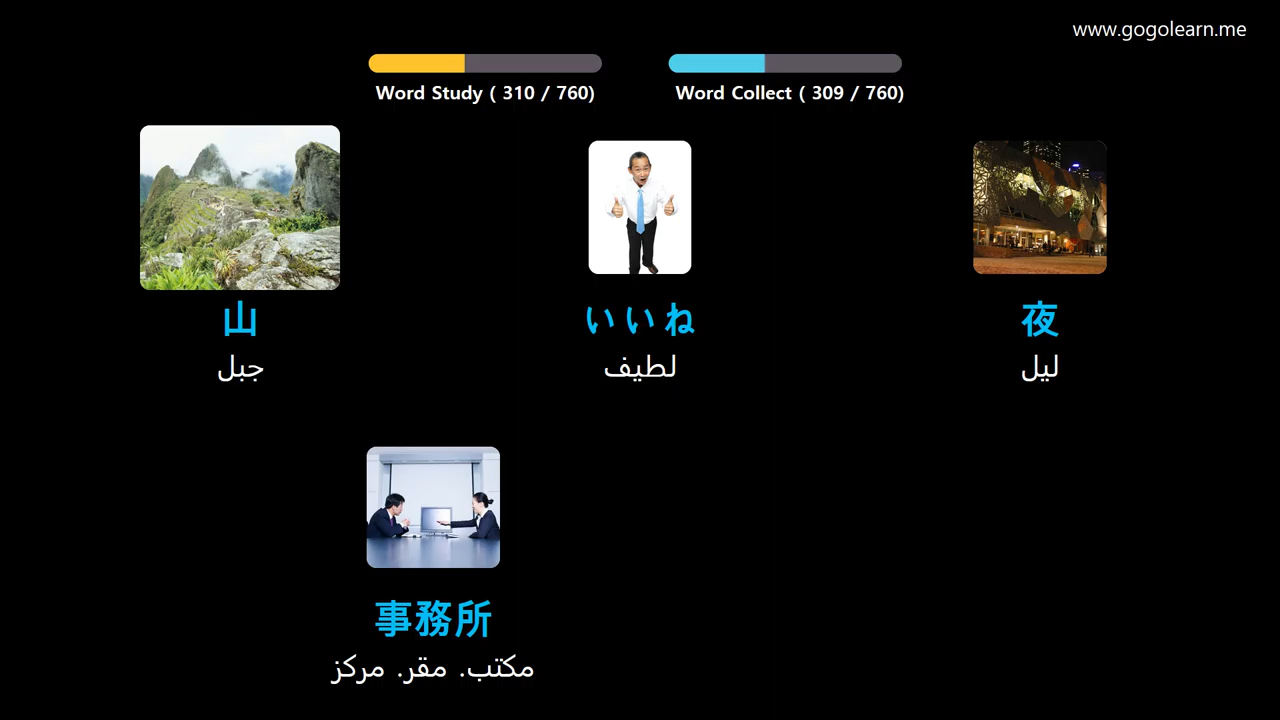 www.gogolearn.me
Word Study ( 310 / 760)
Word Collect ( 309 / 760)
山
جبل
いいね
لطيف
夜
ليل
事務所
مكتب. مقر. مركز